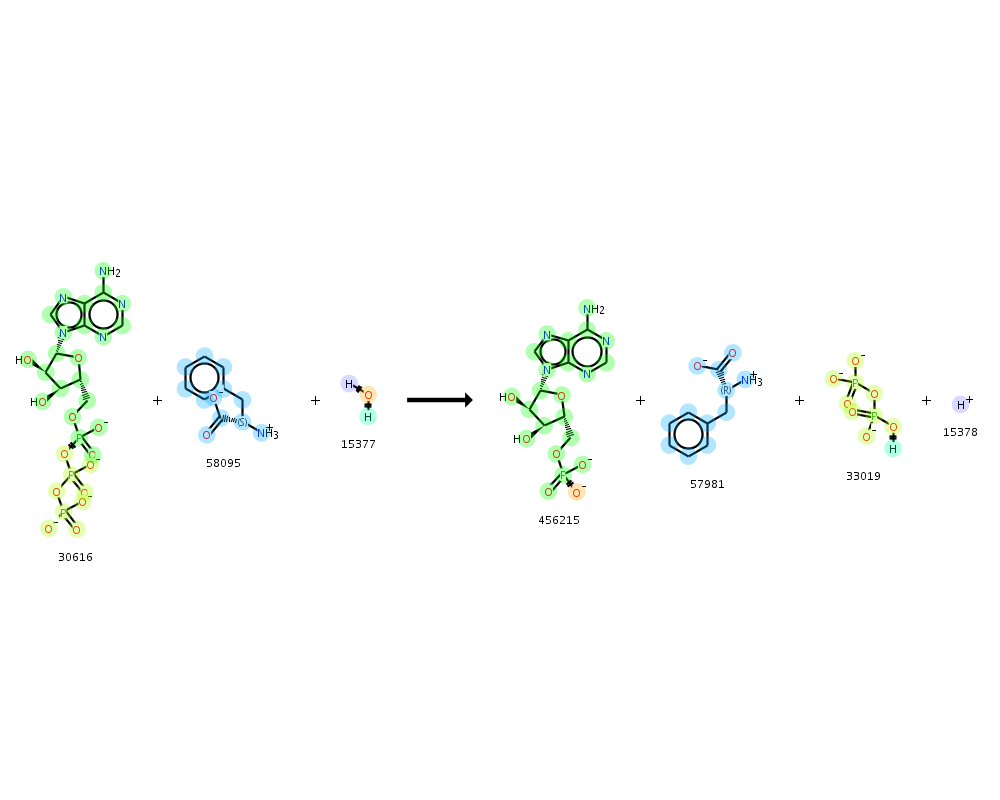 NH2
N
N
N
N
HO
O
HO
O
O-
P
O
O
O-
P
O
O
O-
P
O-
O
30616
+
O-
O
(S)
NH3+
58095
+
H
O
H
15377
NH2
N
N
N
N
HO
O
HO
O
O-
P
O
O-
456215
+
O-
O
(R)
NH3+
57981
+
O-
O-
P
O
O
O
P
O
O-
H
33019
+
H+
15378